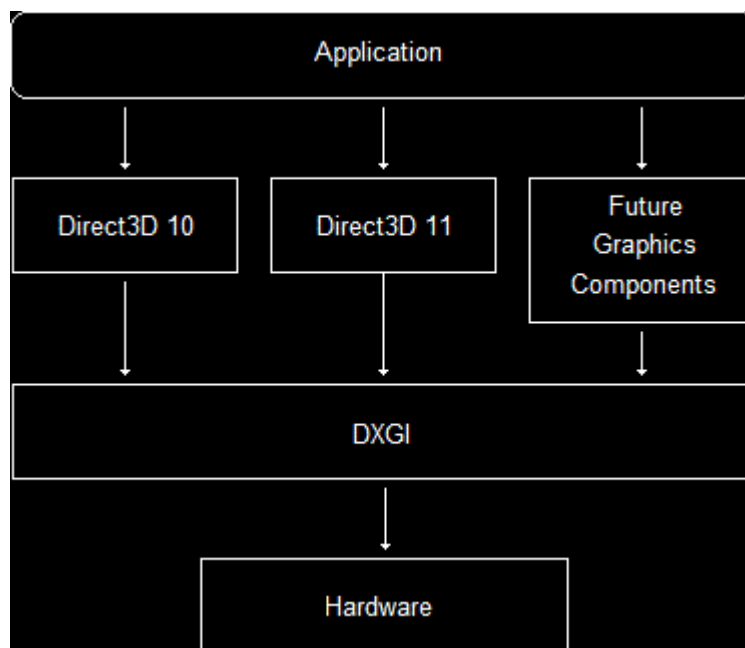 Application
Direct3D 10
Direct3D 11
Future
Graphics
Components
DXGI
Hardware